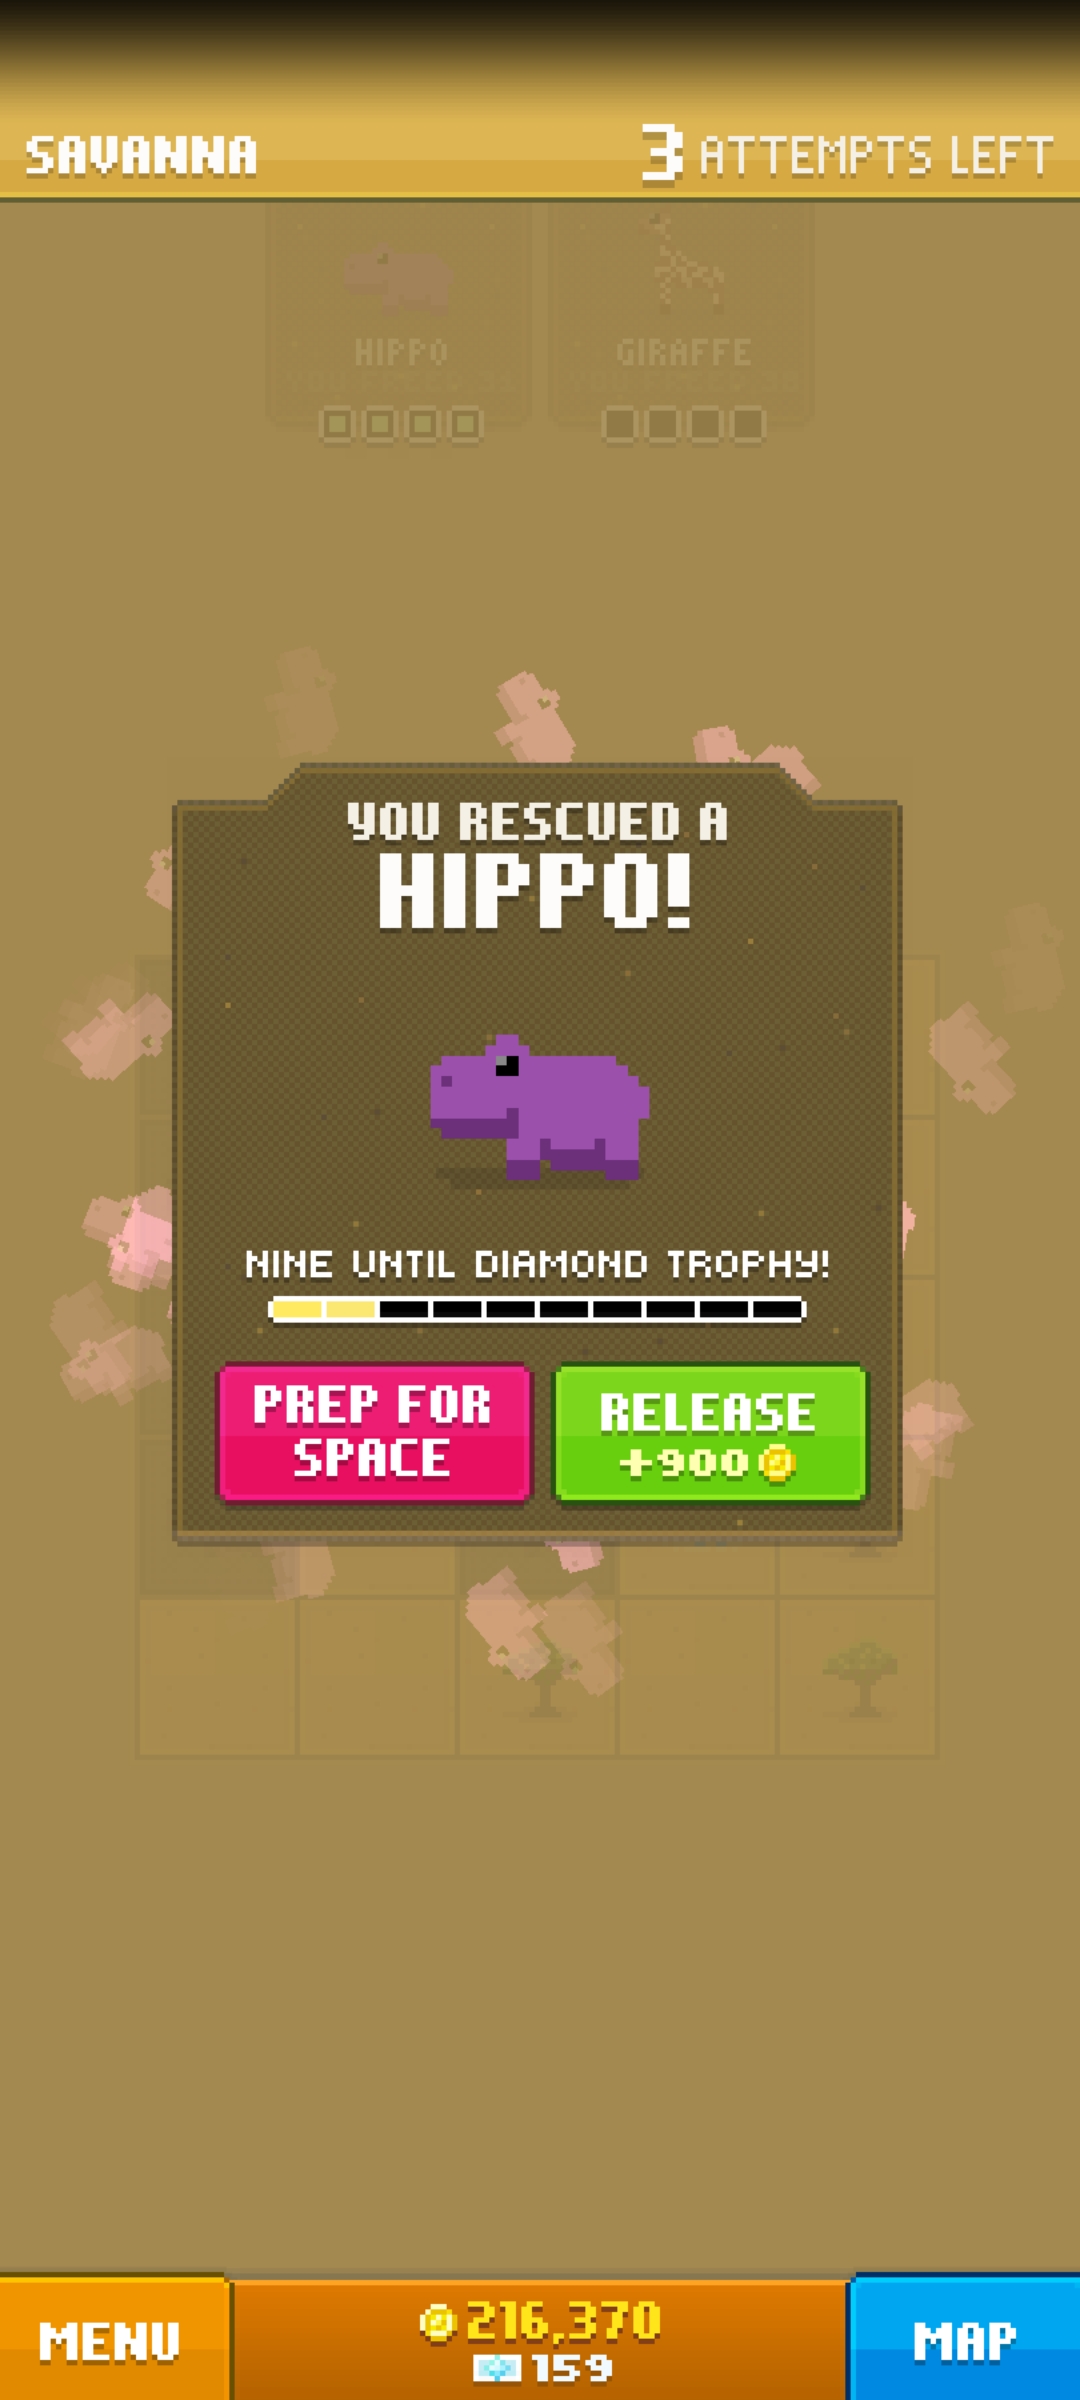 SAVANNA
3 ATTEMPTS LEFT
HIPPO
GIRAFFE
YOU RESCUED A
HIPPO!
NINE UNTIL DIAMOND TROPHY!
PREP FOR
SPACE
RELEASE
+900
MENU
216,370
159
MAP